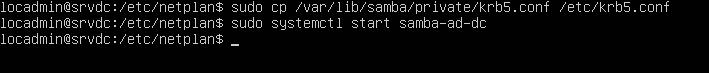 locadmin@srvdc:/etc/netplan$ sudo cp /var/lib/samba/private/krb5.conf /etc/krb5.conf
locadmin@srvdc:/etc/netplan$ sudo systemctl start samba-ad-dc
locadmin@srvdc:/etc/netplan$ _